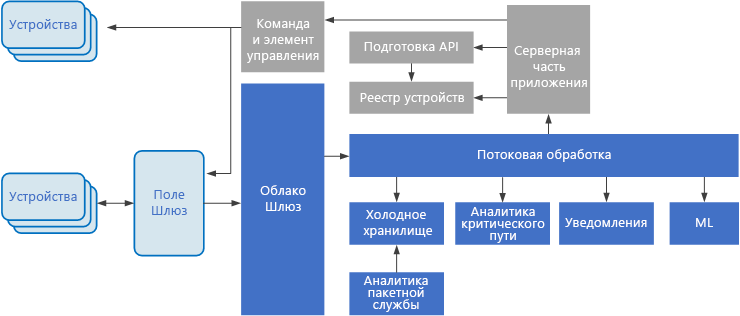 Устройства
Команда
и элемент
управления
Подготовка API
Серверная
часть
приложения
Реестр устройств
Потоковая обработка
Устройства
Поле
Шлюз
Облако
Шлюз
Холодное
хранилище
Аналитика
критического
пути
Уведомления
ML
Аналитика
пакетной
службы